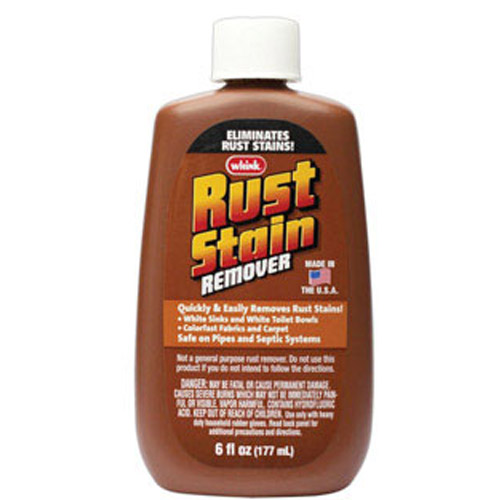 ELIMINATES
RUST STAINS!
whink
Rust
Stain
REMOVER
MADE IN
THE U.S.A.
Quickly & Easily Removes Rust Stains!
• White Sinks and White Toilet Bowls
• Colorfast Fabrics and Carpet
Safe on Pipes and Septic Systems
Not a general purpose rust remover. Do not use this
product if you do not intend to follow the directions.
DANGER: MAY BE FATAL OR CAUSE PERMANENT DAMAGE.
CAUSES SEVERE BURNS WHICH MAY NOT BE IMMEDIATELY PAIN-
FUL OR VISIBLE. VAPOR HARMFUL. CONTAINS HYDROFLUORIC
ACID. KEEP OUT OF REACH OF CHILDREN. Use only with heavy
duty household rubber gloves. Read back panel for
additional precautions and directions.
6 fl oz (177 mL)